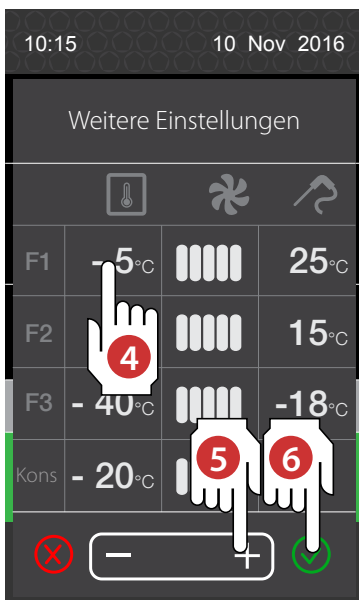 10:15 10 Nov 2016
Weitere Einstellungen
F1 - 5°C 25°C
F2 15°C
4
F3 - 40°C -18°C
5 6
Kons - 20°C
− +